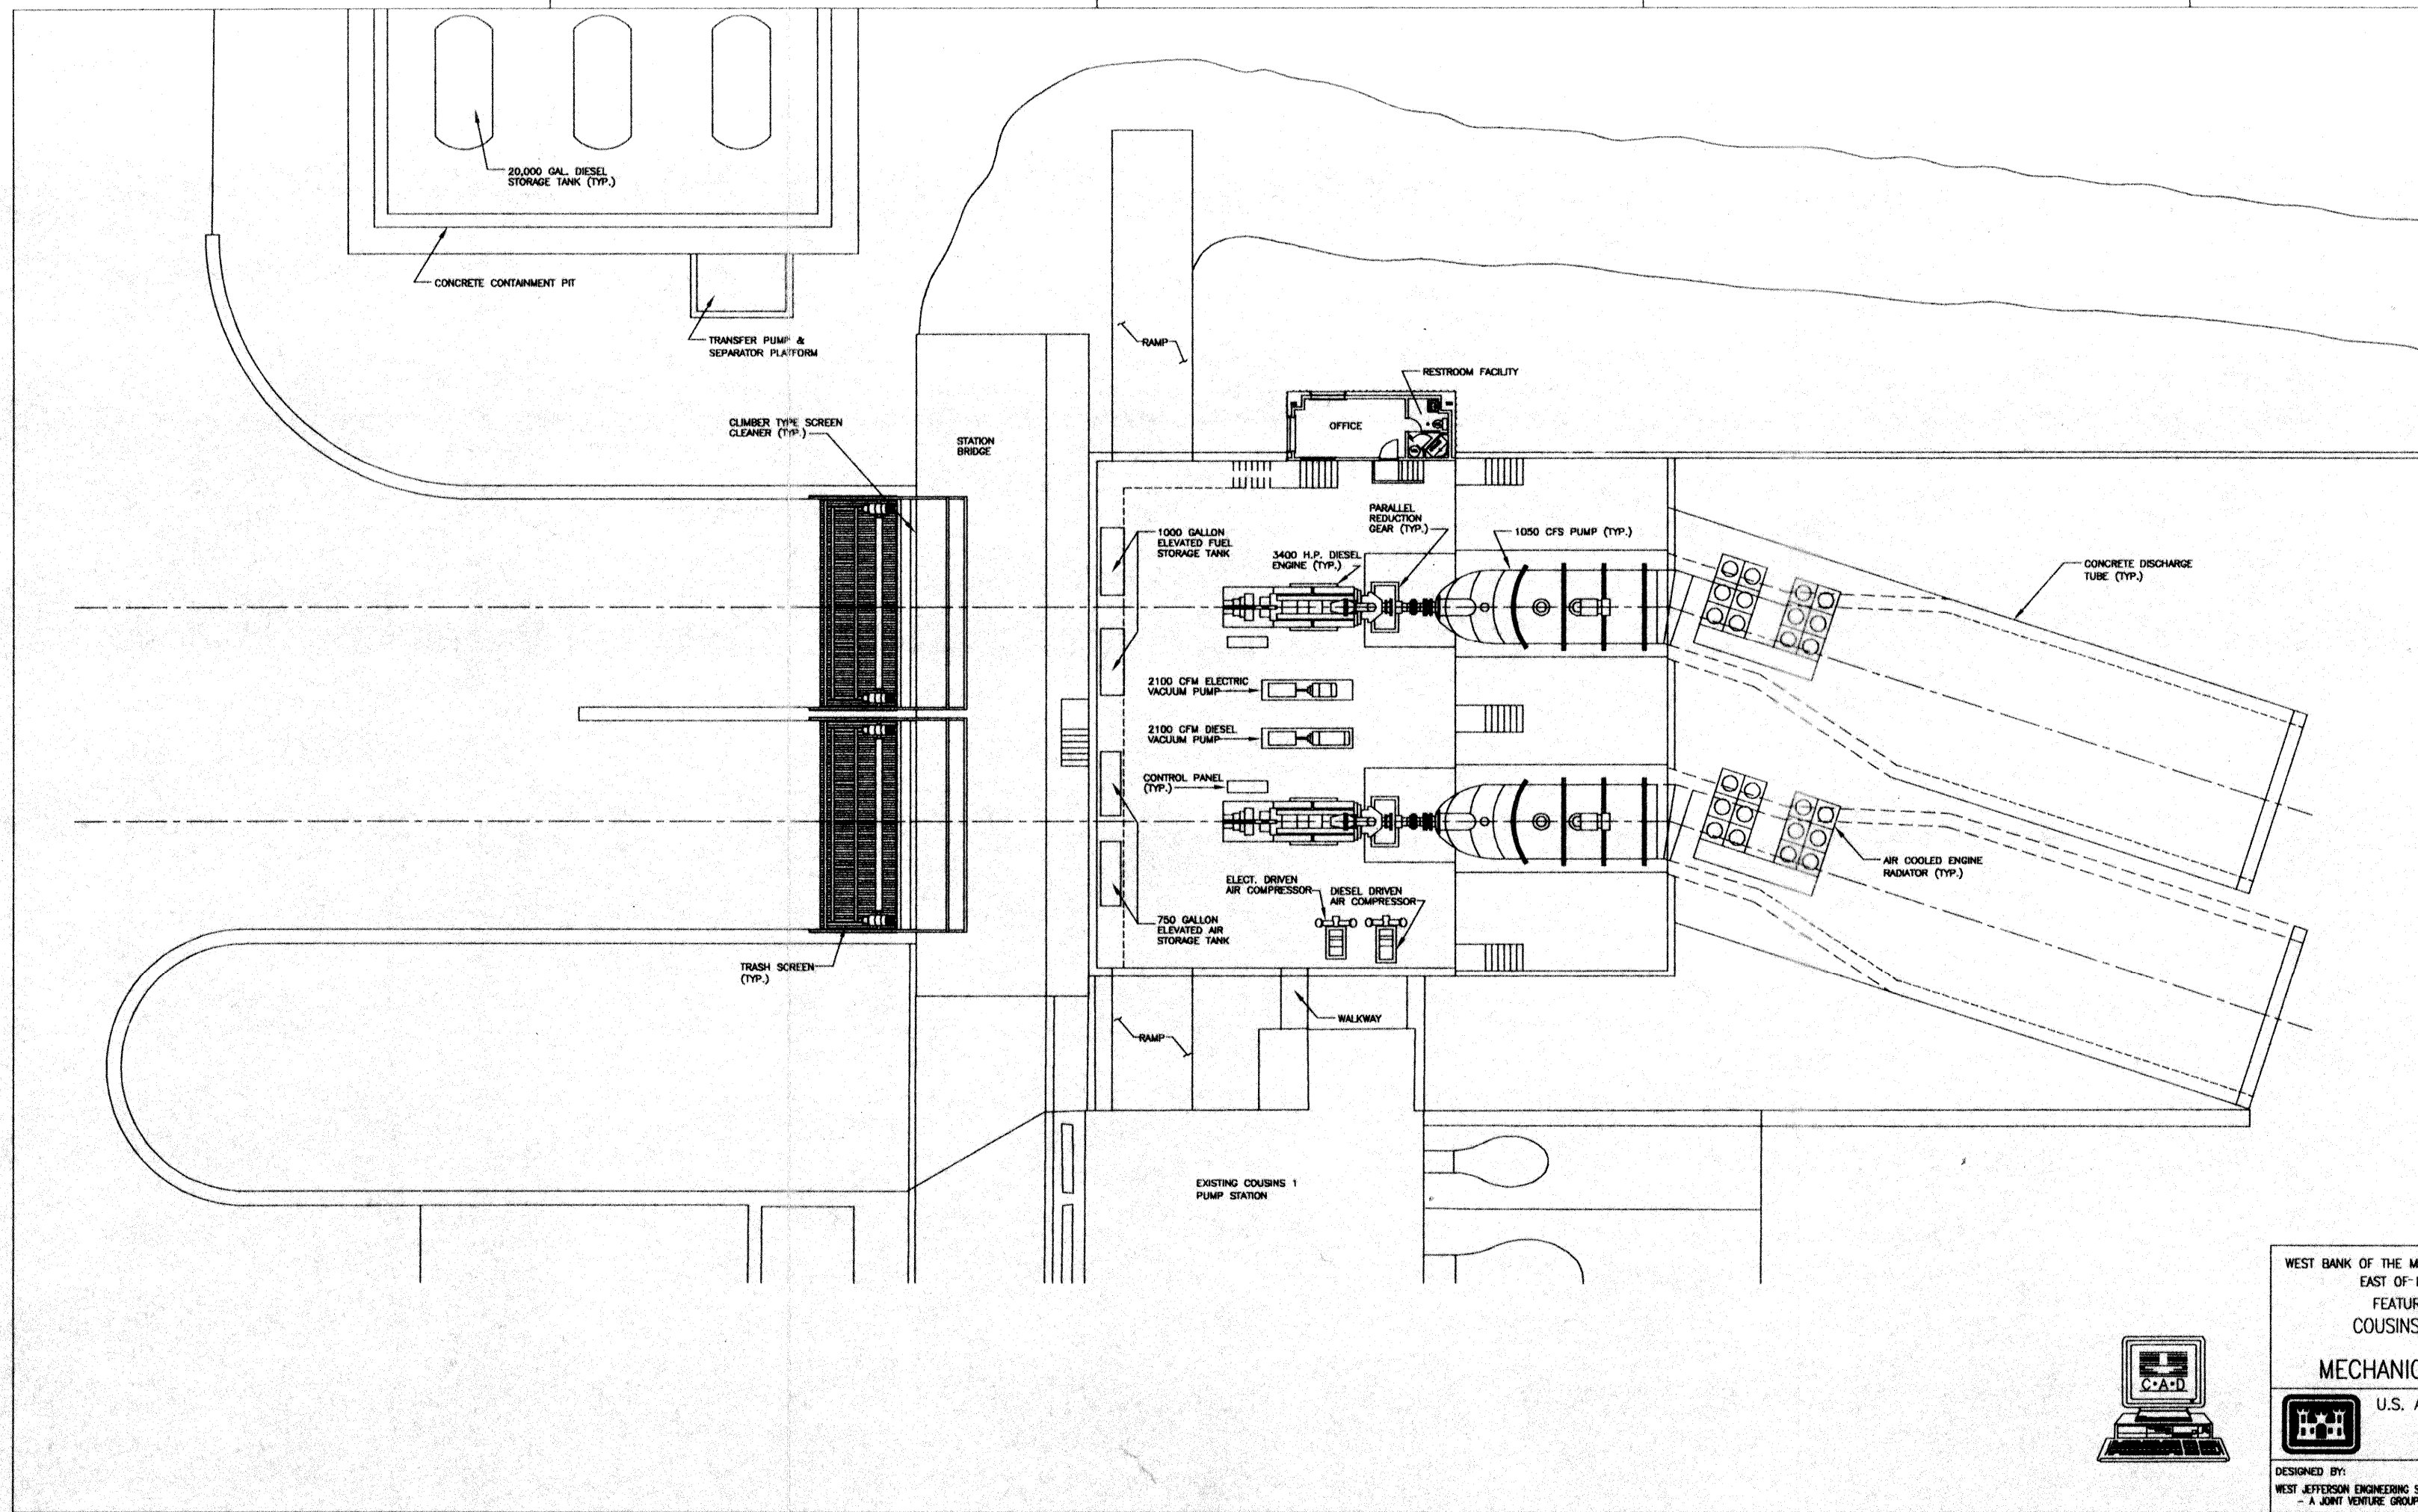 20,000 GAL. DIESEL
STORAGE TANK (TYP.)
CONCRETE CONTAINMENT PIT
TRANSFER PUMP &
SEPARATOR PLATFORM
RAMP
RESTROOM FACILITY
OFFICE
CLIMBER TYPE SCREEN
CLEANER (TYP.)
STATION
BRIDGE
PARALLEL
REDUCTION
GEAR (TYP.)
1050 CFS PUMP (TYP.)
1000 GALLON
ELEVATED FUEL
STORAGE TANK
3400 H.P. DIESEL
ENGINE (TYP.)
CONCRETE DISCHARGE
TUBE (TYP.)
2100 CFM ELECTRIC
VACUUM PUMP
2100 CFM DIESEL
VACUUM PUMP
CONTROL PANEL
(TYP.)
AIR COOLED ENGINE
RADIATOR (TYP.)
ELECT. DRIVEN
AIR COMPRESSOR
DIESEL DRIVEN
AIR COMPRESSOR
750 GALLON
ELEVATED AIR
STORAGE TANK
TRASH SCREEN
(TYP.)
WALKWAY
RAMP
EXISTING COUSINS 1
PUMP STATION
WEST BANK OF THE M
EAST OF
FEATUR
COUSINS
MECHANIC
C•A•D
U.S. A
DESIGNED BY:
WEST JEFFERSON ENGINEERING S
- A JOINT VENTURE GROUP